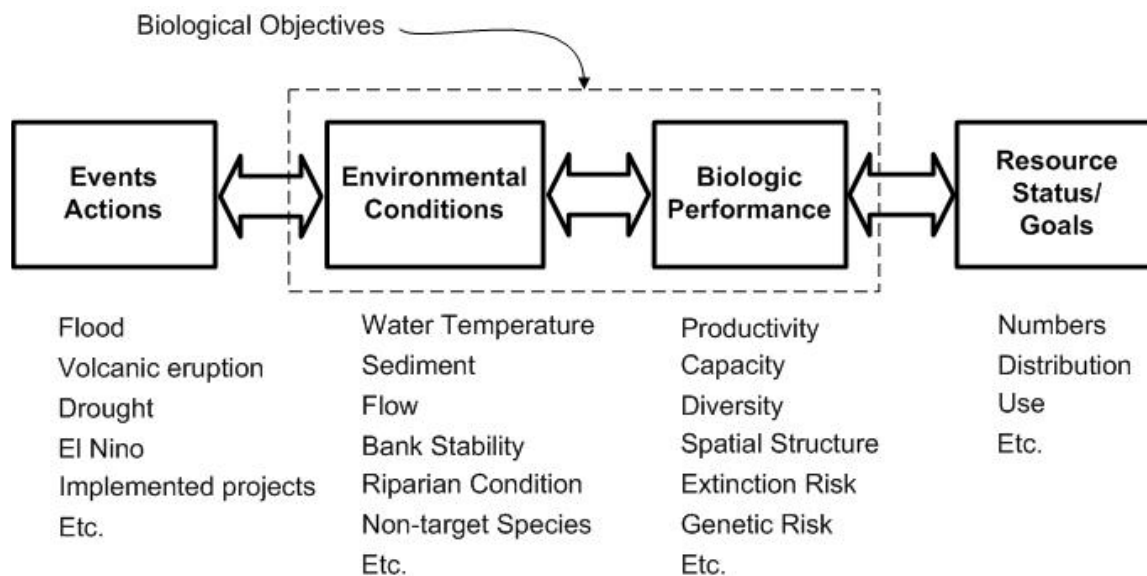 Biological Objectives
Events
Actions
Environmental
Conditions
Biologic
Performance
Resource
Status/
Goals
Flood
Volcanic eruption
Drought
El Nino
Implemented projects
Etc.
Water Temperature
Sediment
Flow
Bank Stability
Riparian Condition
Non-target Species
Etc.
Productivity
Capacity
Diversity
Spatial Structure
Extinction Risk
Genetic Risk
Etc.
Numbers
Distribution
Use
Etc.